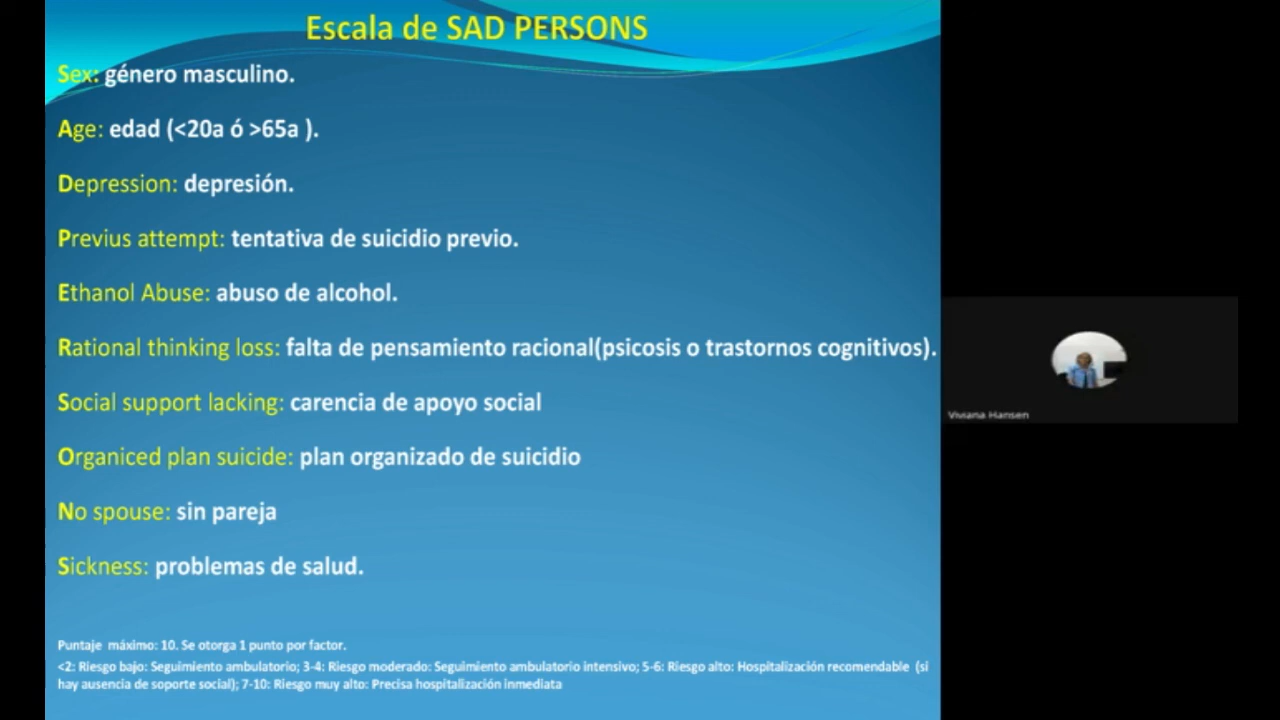 Escala de SAD PERSONS
Sex: género masculino.
Age: edad (<20a ó >65a ).
Depression: depresión.
Previus attempt: tentativa de suicidio previo.
Ethanol Abuse: abuso de alcohol.
Rational thinking loss: falta de pensamiento racional(psicosis o trastornos cognitivos).
Social support lacking: carencia de apoyo social
Organiced plan suicide: plan organizado de suicidio
No spouse: sin pareja
Sickness: problemas de salud.
Puntaje máximo: 10. Se otorga 1 punto por factor.
<2: Riesgo bajo: Seguimiento ambulatorio; 3-4: Riesgo moderado: Seguimiento ambulatorio intensivo; 5-6: Riesgo alto: Hospitalización recomendable (si
hay ausencia de soporte social); 7-10: Riesgo muy alto: Precisa hospitalización inmediata
Viviana Hansen